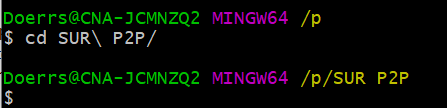 Doerrs@CNA-JCMNZQ2 MINGW64 /p
$ cd SUR\ P2P/
Doerrs@CNA-JCMNZQ2 MINGW64 /p/SUR P2P
$